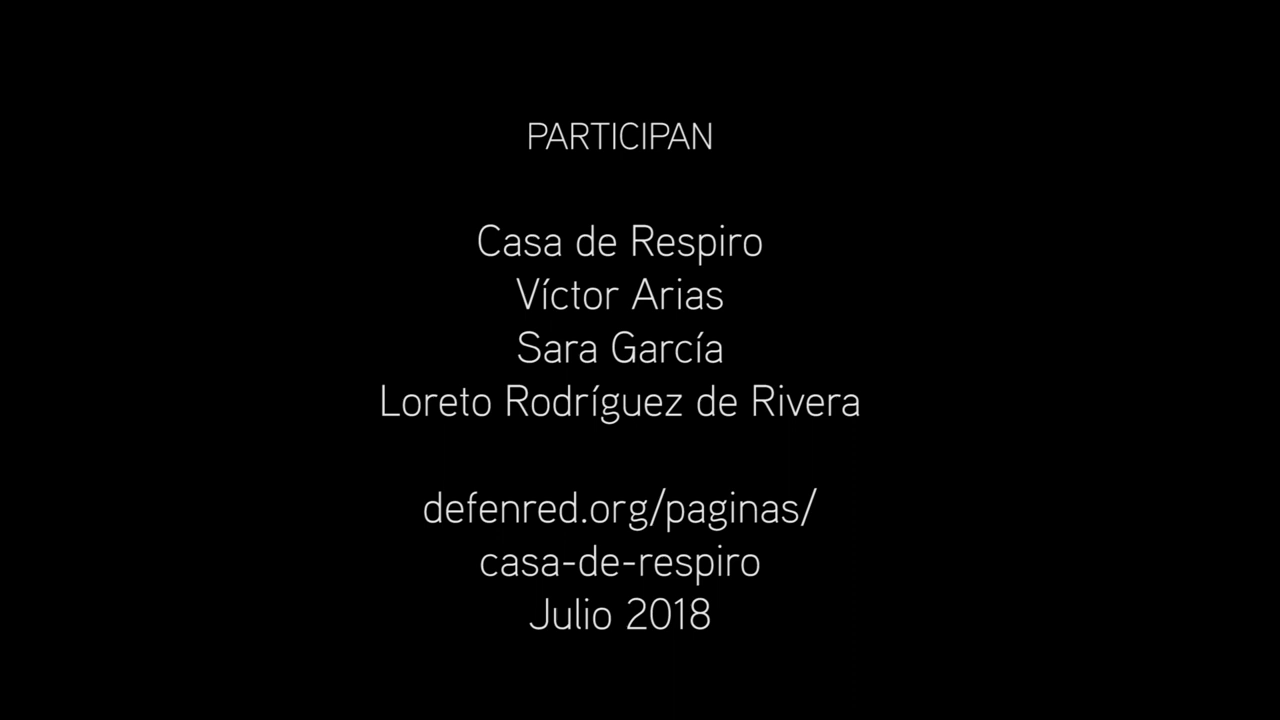 PARTICIPAN
Casa de Respiro
Víctor Arias
Sara García
Loreto Rodríguez de Rivera
defenred.org/paginas/
casa-de-respiro
Julio 2018